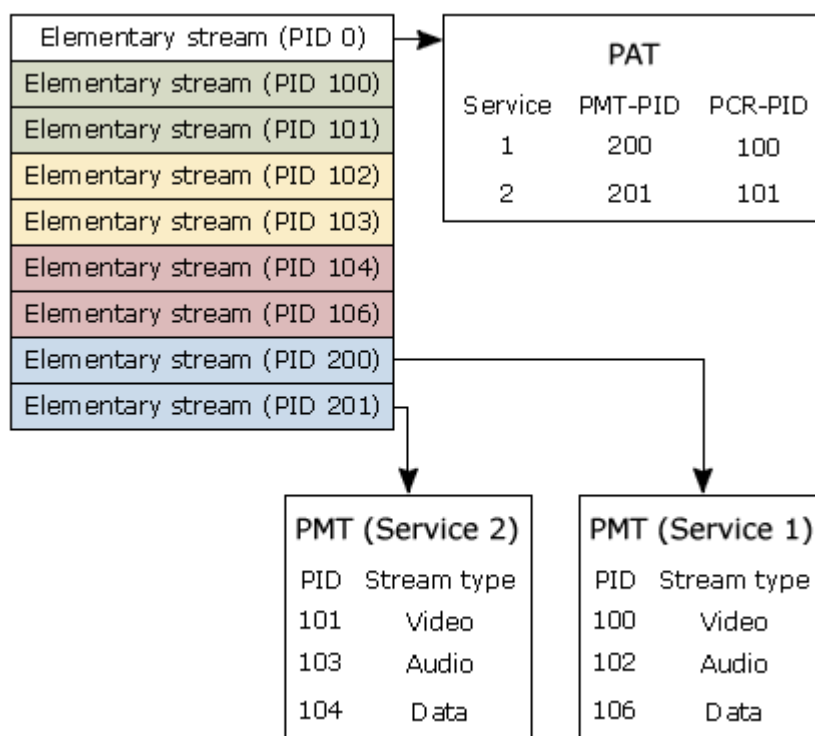 Elementary stream (PID 0)
Elementary stream (PID 100)
Elementary stream (PID 101)
Elementary stream (PID 102)
Elementary stream (PID 103)
Elementary stream (PID 104)
Elementary stream (PID 106)
Elementary stream (PID 200)
Elementary stream (PID 201)
PAT
Service PMT-PID PCR-PID
1 200 100
2 201 101
PMT (Service 2)
PID Stream type
101 Video
103 Audio
104 Data
PMT (Service 1)
PID Stream type
100 Video
102 Audio
106 Data